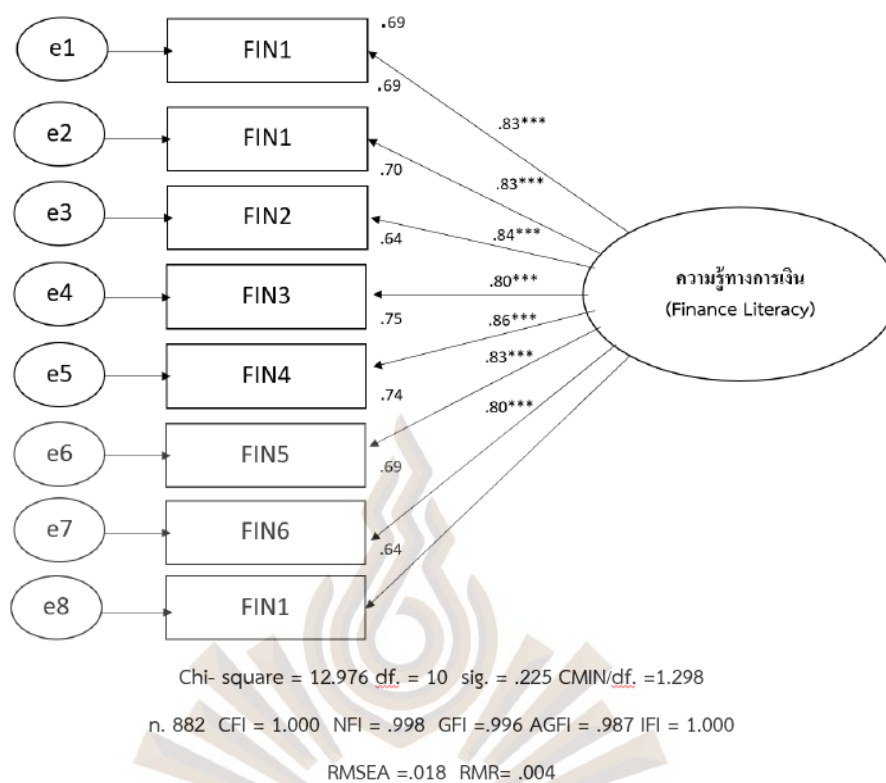 .69
e1 FIN1
.69
.83***
e2 FIN1
.83***
.70
e3 FIN2
.84***
.64
ความรู้ทางการเงิน
(Finance Literacy)
e4 FIN3
.80***
.75
.86***
e5 FIN4
.83***
.74
.80***
e6 FIN5
.69
e7 FIN6
.64
e8 FIN1
Chi- square = 12.976 df. = 10 sig. = .225 CMIN/df. =1.298
n. 882 CFI = 1.000 NFI = .998 GFI =.996 AGFI = .987 IFI = 1.000
RMSEA =.018 RMR= .004